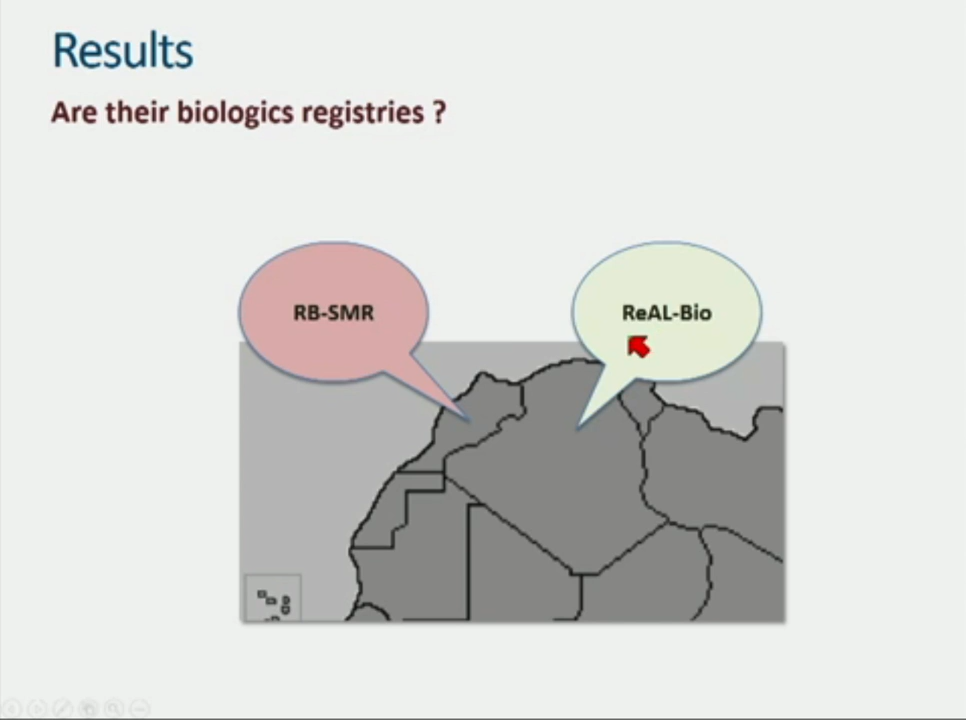 Results
Are their biologics registries ?
RB-SMR
ReAL-Bio